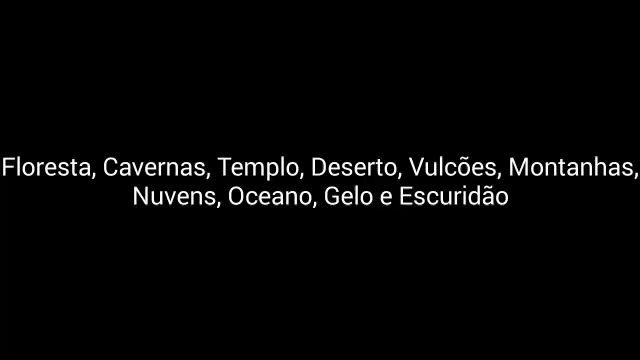 Floresta, Cavernas, Templo, Deserto, Vulcões, Montanhas,
Nuvens, Oceano, Gelo e Escuridão